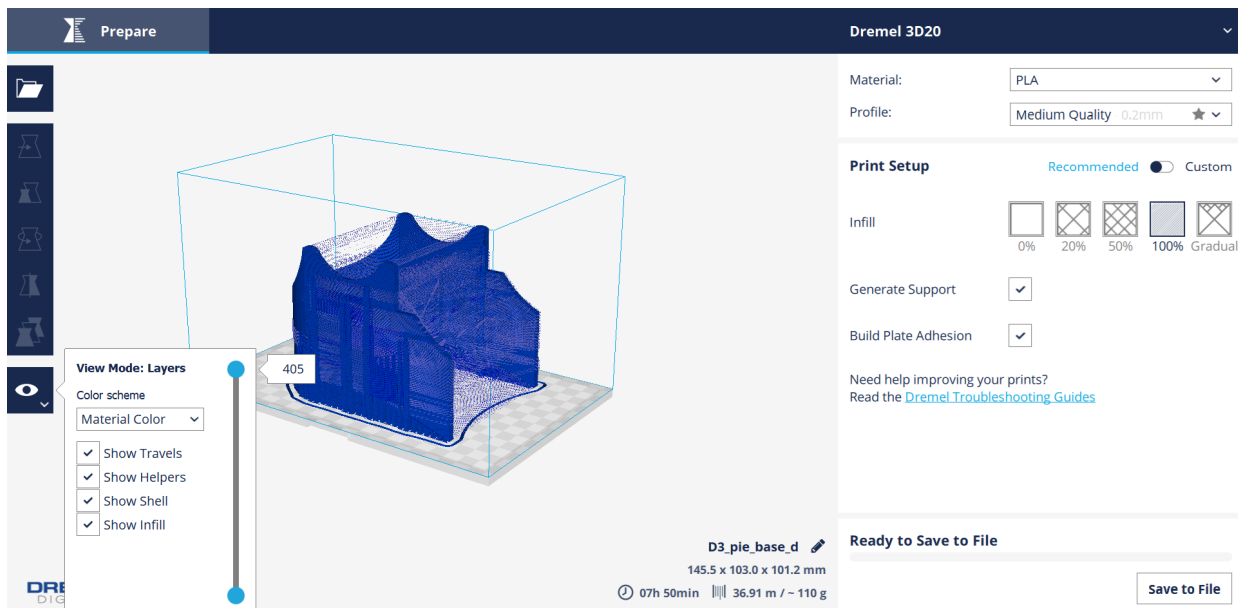 Prepare
Dremel 3D20
Material:
PLA
Profile:
Medium Quality 0.2mm
Print Setup
Recommended
Custom
Infill
0%
20%
50%
100%
Gradual
Generate Support
Build Plate Adhesion
Need help improving your prints?
Read the Dremel Troubleshooting Guides
View Mode: Layers
405
Color scheme
Material Color
Show Travels
Show Helpers
Show Shell
Show Infill
D3_pie_base_d
145.5 x 103.0 x 101.2 mm
07h 50min
36.91 m / ~ 110 g
Ready to Save to File
Save to File
DRE
DIG